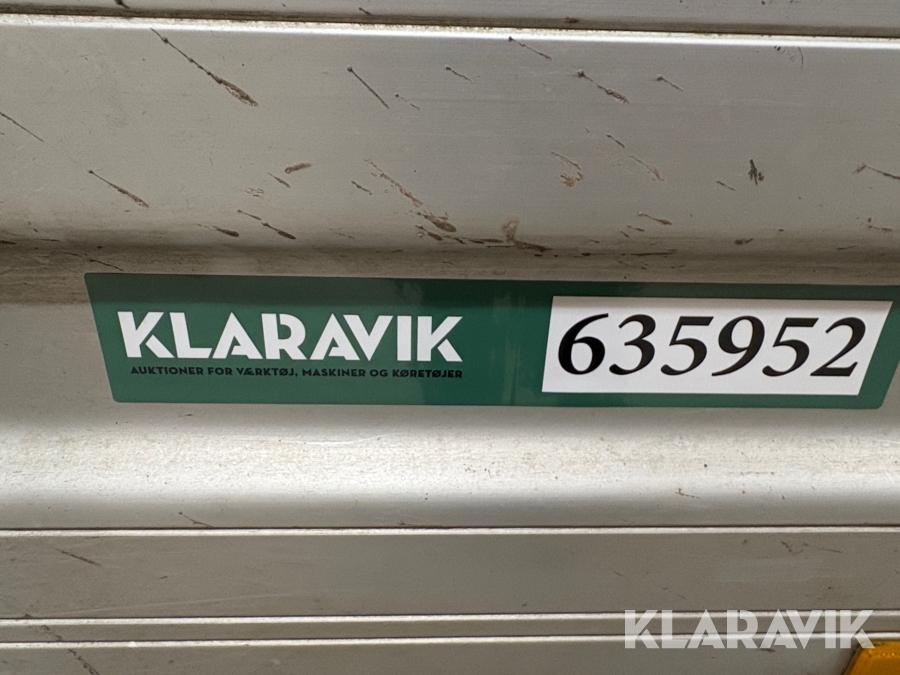 KLARAVIK
AUKTIONER FOR VÆRKTØJ, MASKINER OG KØRETØJER
635952
KLARAVIK